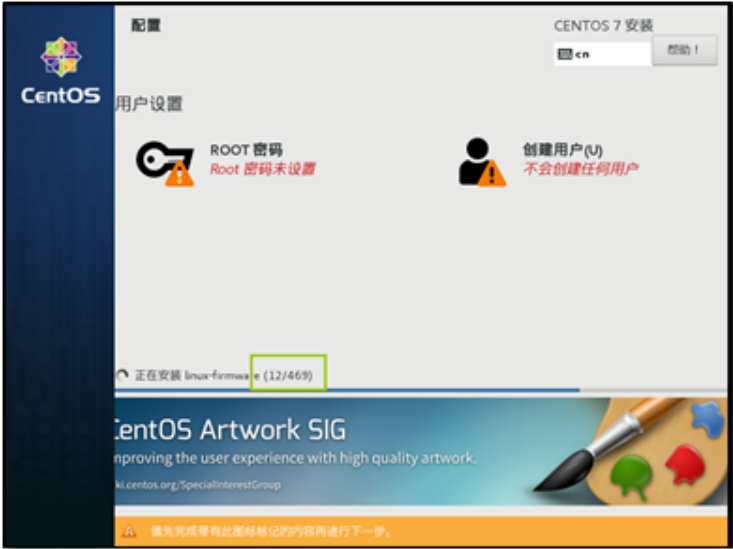 配置
CENTOS 7 安装
cn
帮助！
CentOS
用户设置
ROOT 密码
Root 密码未设置
创建用户(U)
不会创建任何用户
正在安装 linux-firmware (12/469)
CentOS Artwork SIG
mproving the user experience with high quality artwork.
ki.centos.org/SpecialInterestGroup
请先完成带有此图标标记的内容再进行下一步。